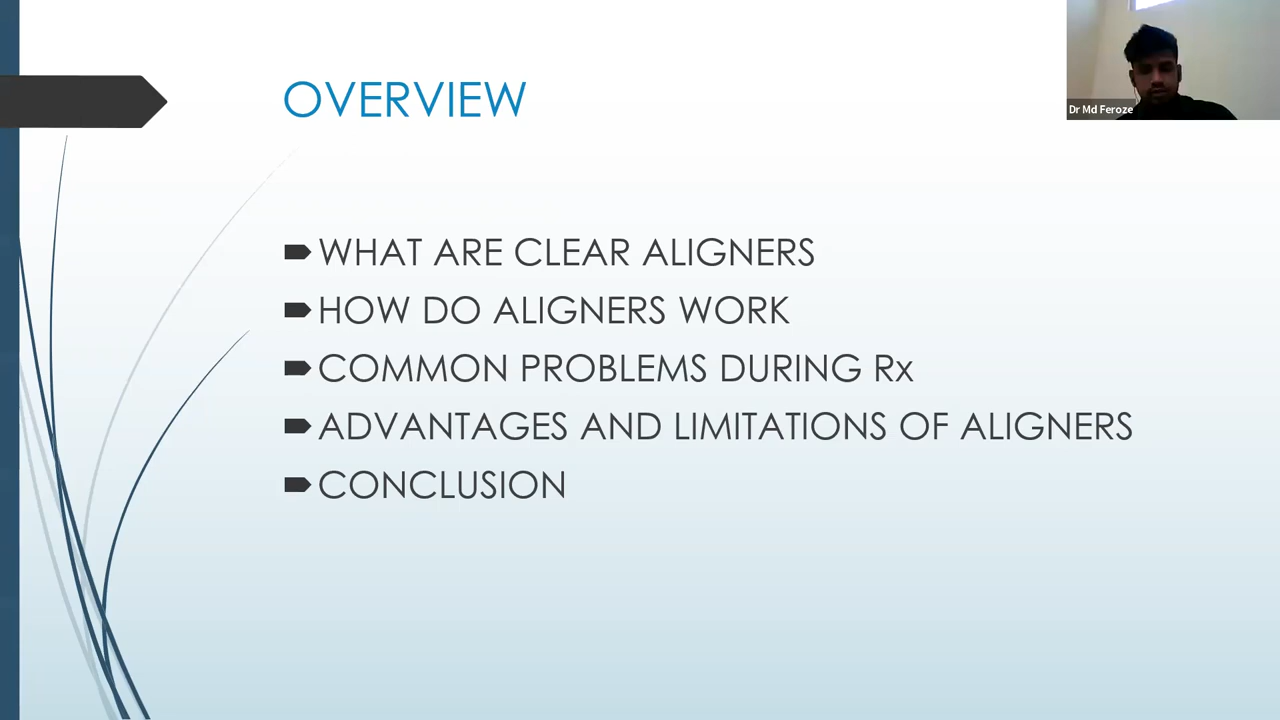 OVERVIEW
Dr Md Feroze
WHAT ARE CLEAR ALIGNERS
HOW DO ALIGNERS WORK
COMMON PROBLEMS DURING Rx
ADVANTAGES AND LIMITATIONS OF ALIGNERS
CONCLUSION